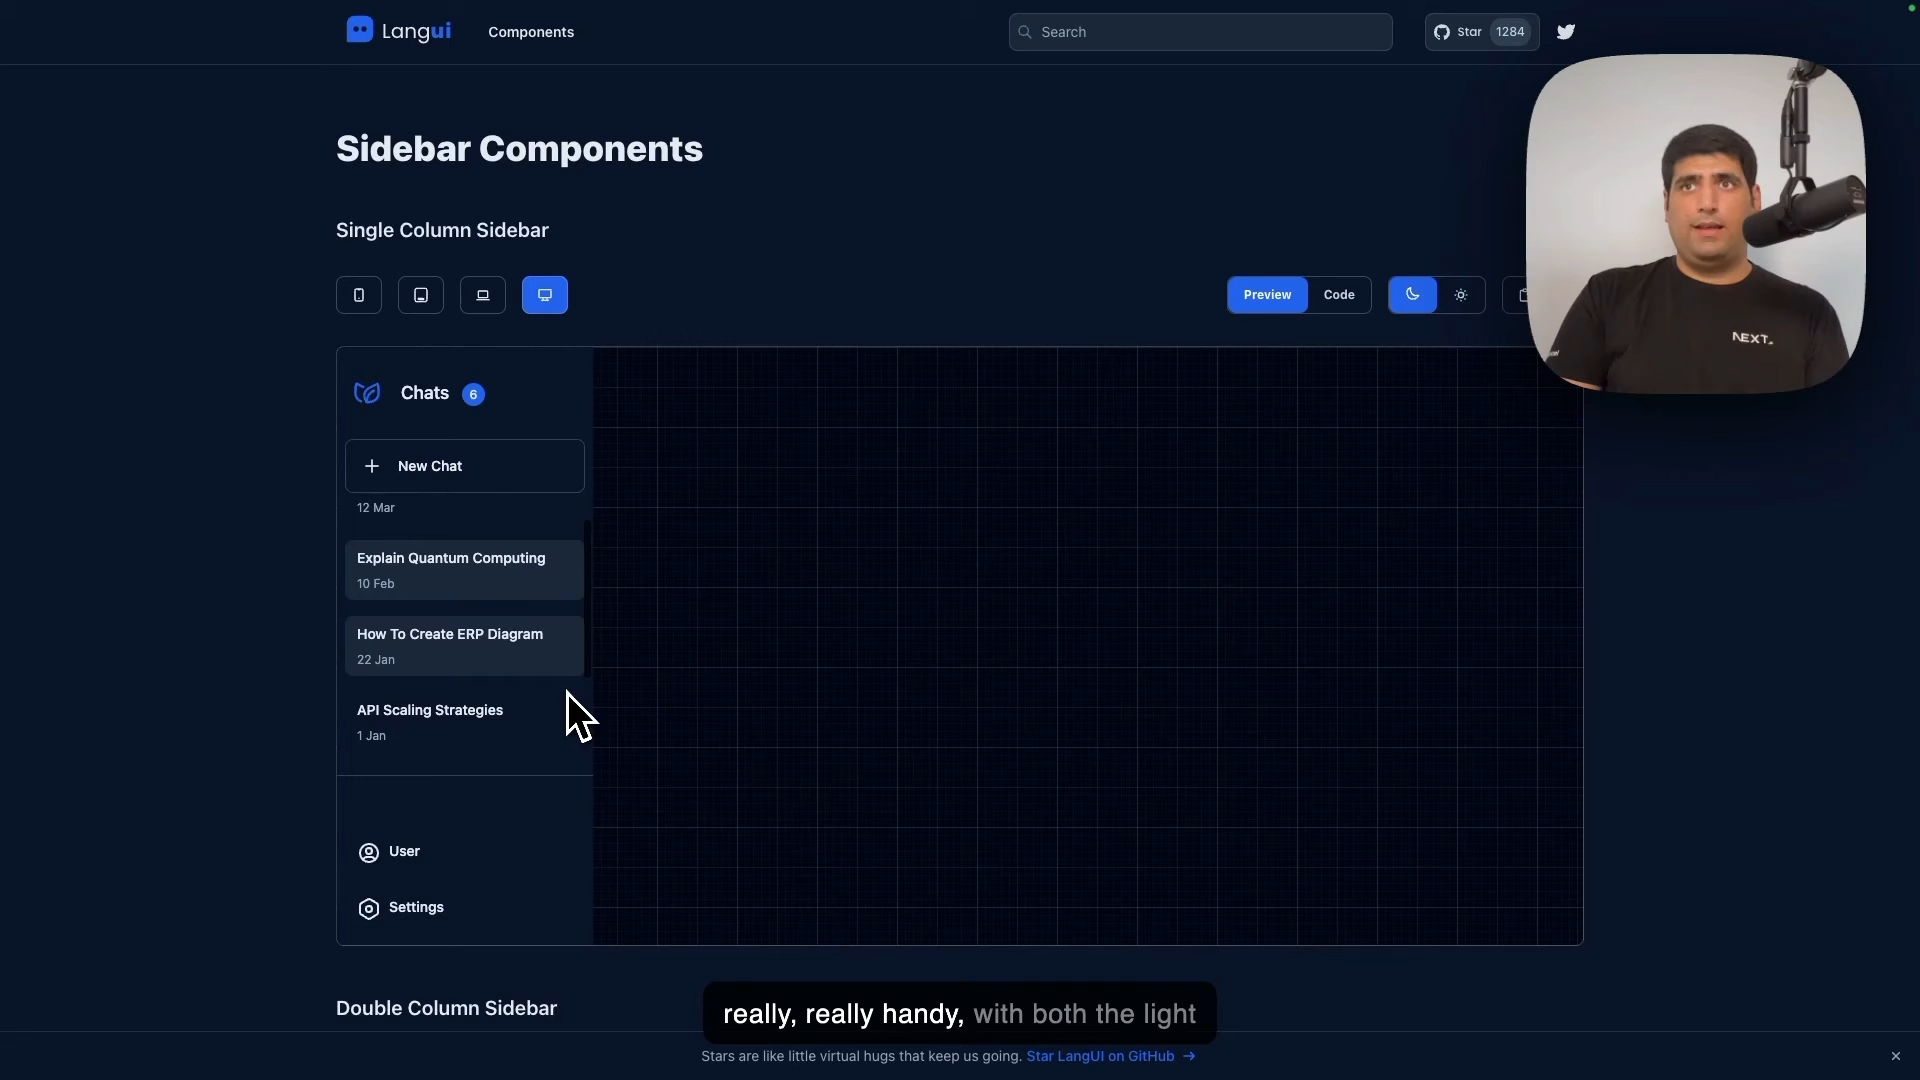 Langui
Components
Search
Star 1284
Sidebar Components
Single Column Sidebar
Preview
Code
Chats 6
New Chat
12 Mar
Explain Quantum Computing
10 Feb
How To Create ERP Diagram
22 Jan
API Scaling Strategies
1 Jan
User
Settings
NEXT.
Double Column Sidebar
really, really handy, with both the light
Stars are like little virtual hugs that keep us going. Star LangUI on GitHub →